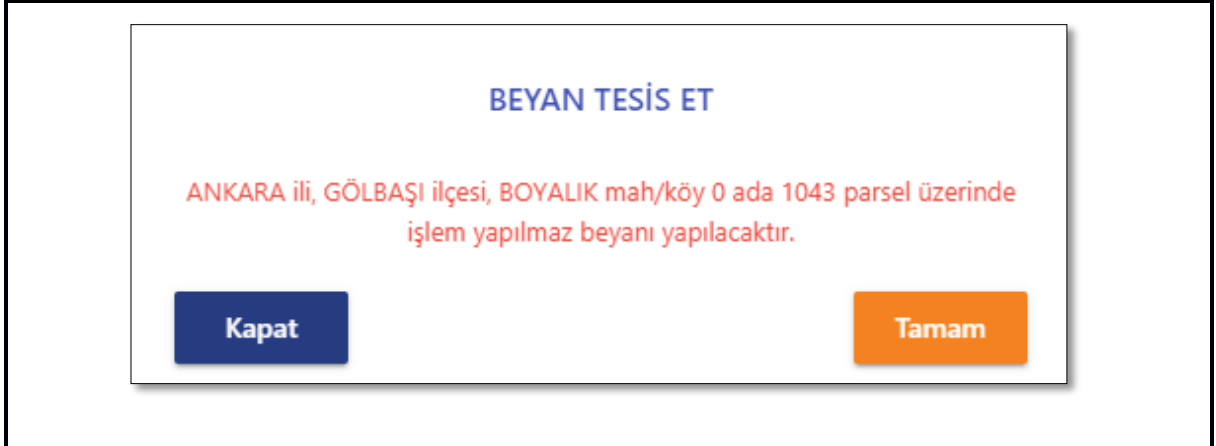 BEYAN TESİS ET
ANKARA ili, GÖLBAŞI ilçesi, BOYALIK mah/köy 0 ada 1043 parsel üzerinde
işlem yapılmaz beyanı yapılacaktır.
Kapat
Tamam